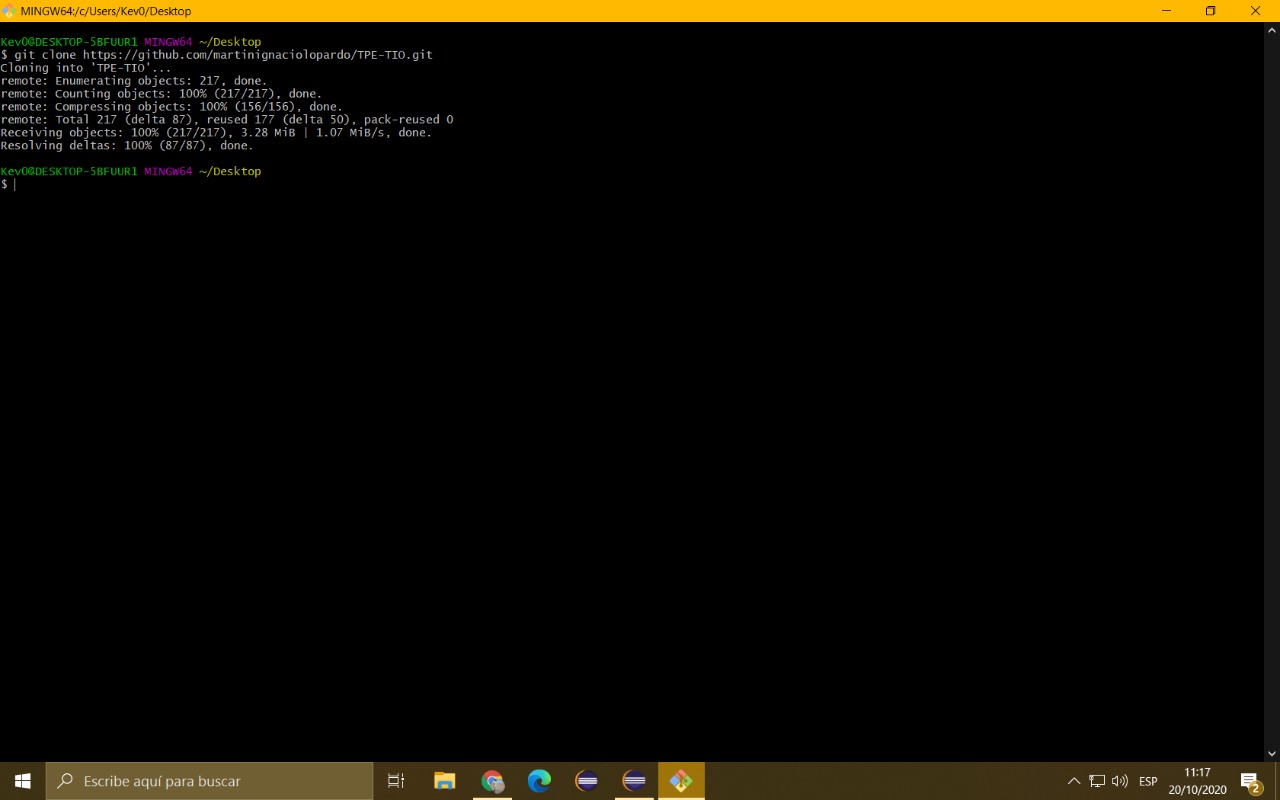 MINGW64:/c/Users/Kev0/Desktop
Kev0@DESKTOP-5BFUUR1 MINGW64 ~/Desktop
$ git clone https://github.com/martinignaciolopardo/TPE-TIO.git
Cloning into 'TPE-TIO'...
remote: Enumerating objects: 217, done.
remote: Counting objects: 100% (217/217), done.
remote: Compressing objects: 100% (156/156), done.
remote: Total 217 (delta 87), reused 177 (delta 50), pack-reused 0
Receiving objects: 100% (217/217), 3.28 MiB | 1.07 MiB/s, done.
Resolving deltas: 100% (87/87), done.
Kev0@DESKTOP-5BFUUR1 MINGW64 ~/Desktop
$
Escribe aquí para buscar
ESP
11:17
20/10/2020
2